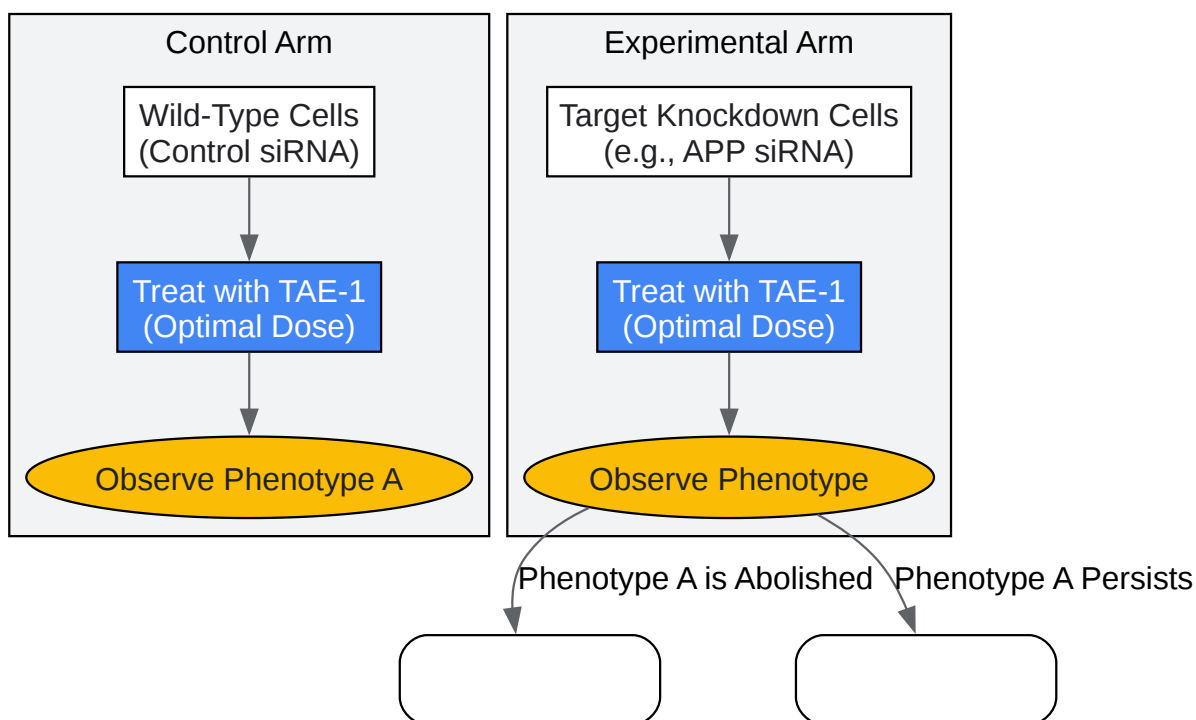 Control Arm
Wild-Type Cells
(Control siRNA)
Treat with TAE-1
(Optimal Dose)
Observe Phenotype A
Experimental Arm
Target Knockdown Cells
(e.g., APP siRNA)
Treat with TAE-1
(Optimal Dose)
Observe Phenotype
Phenotype A is Abolished
Phenotype A Persists